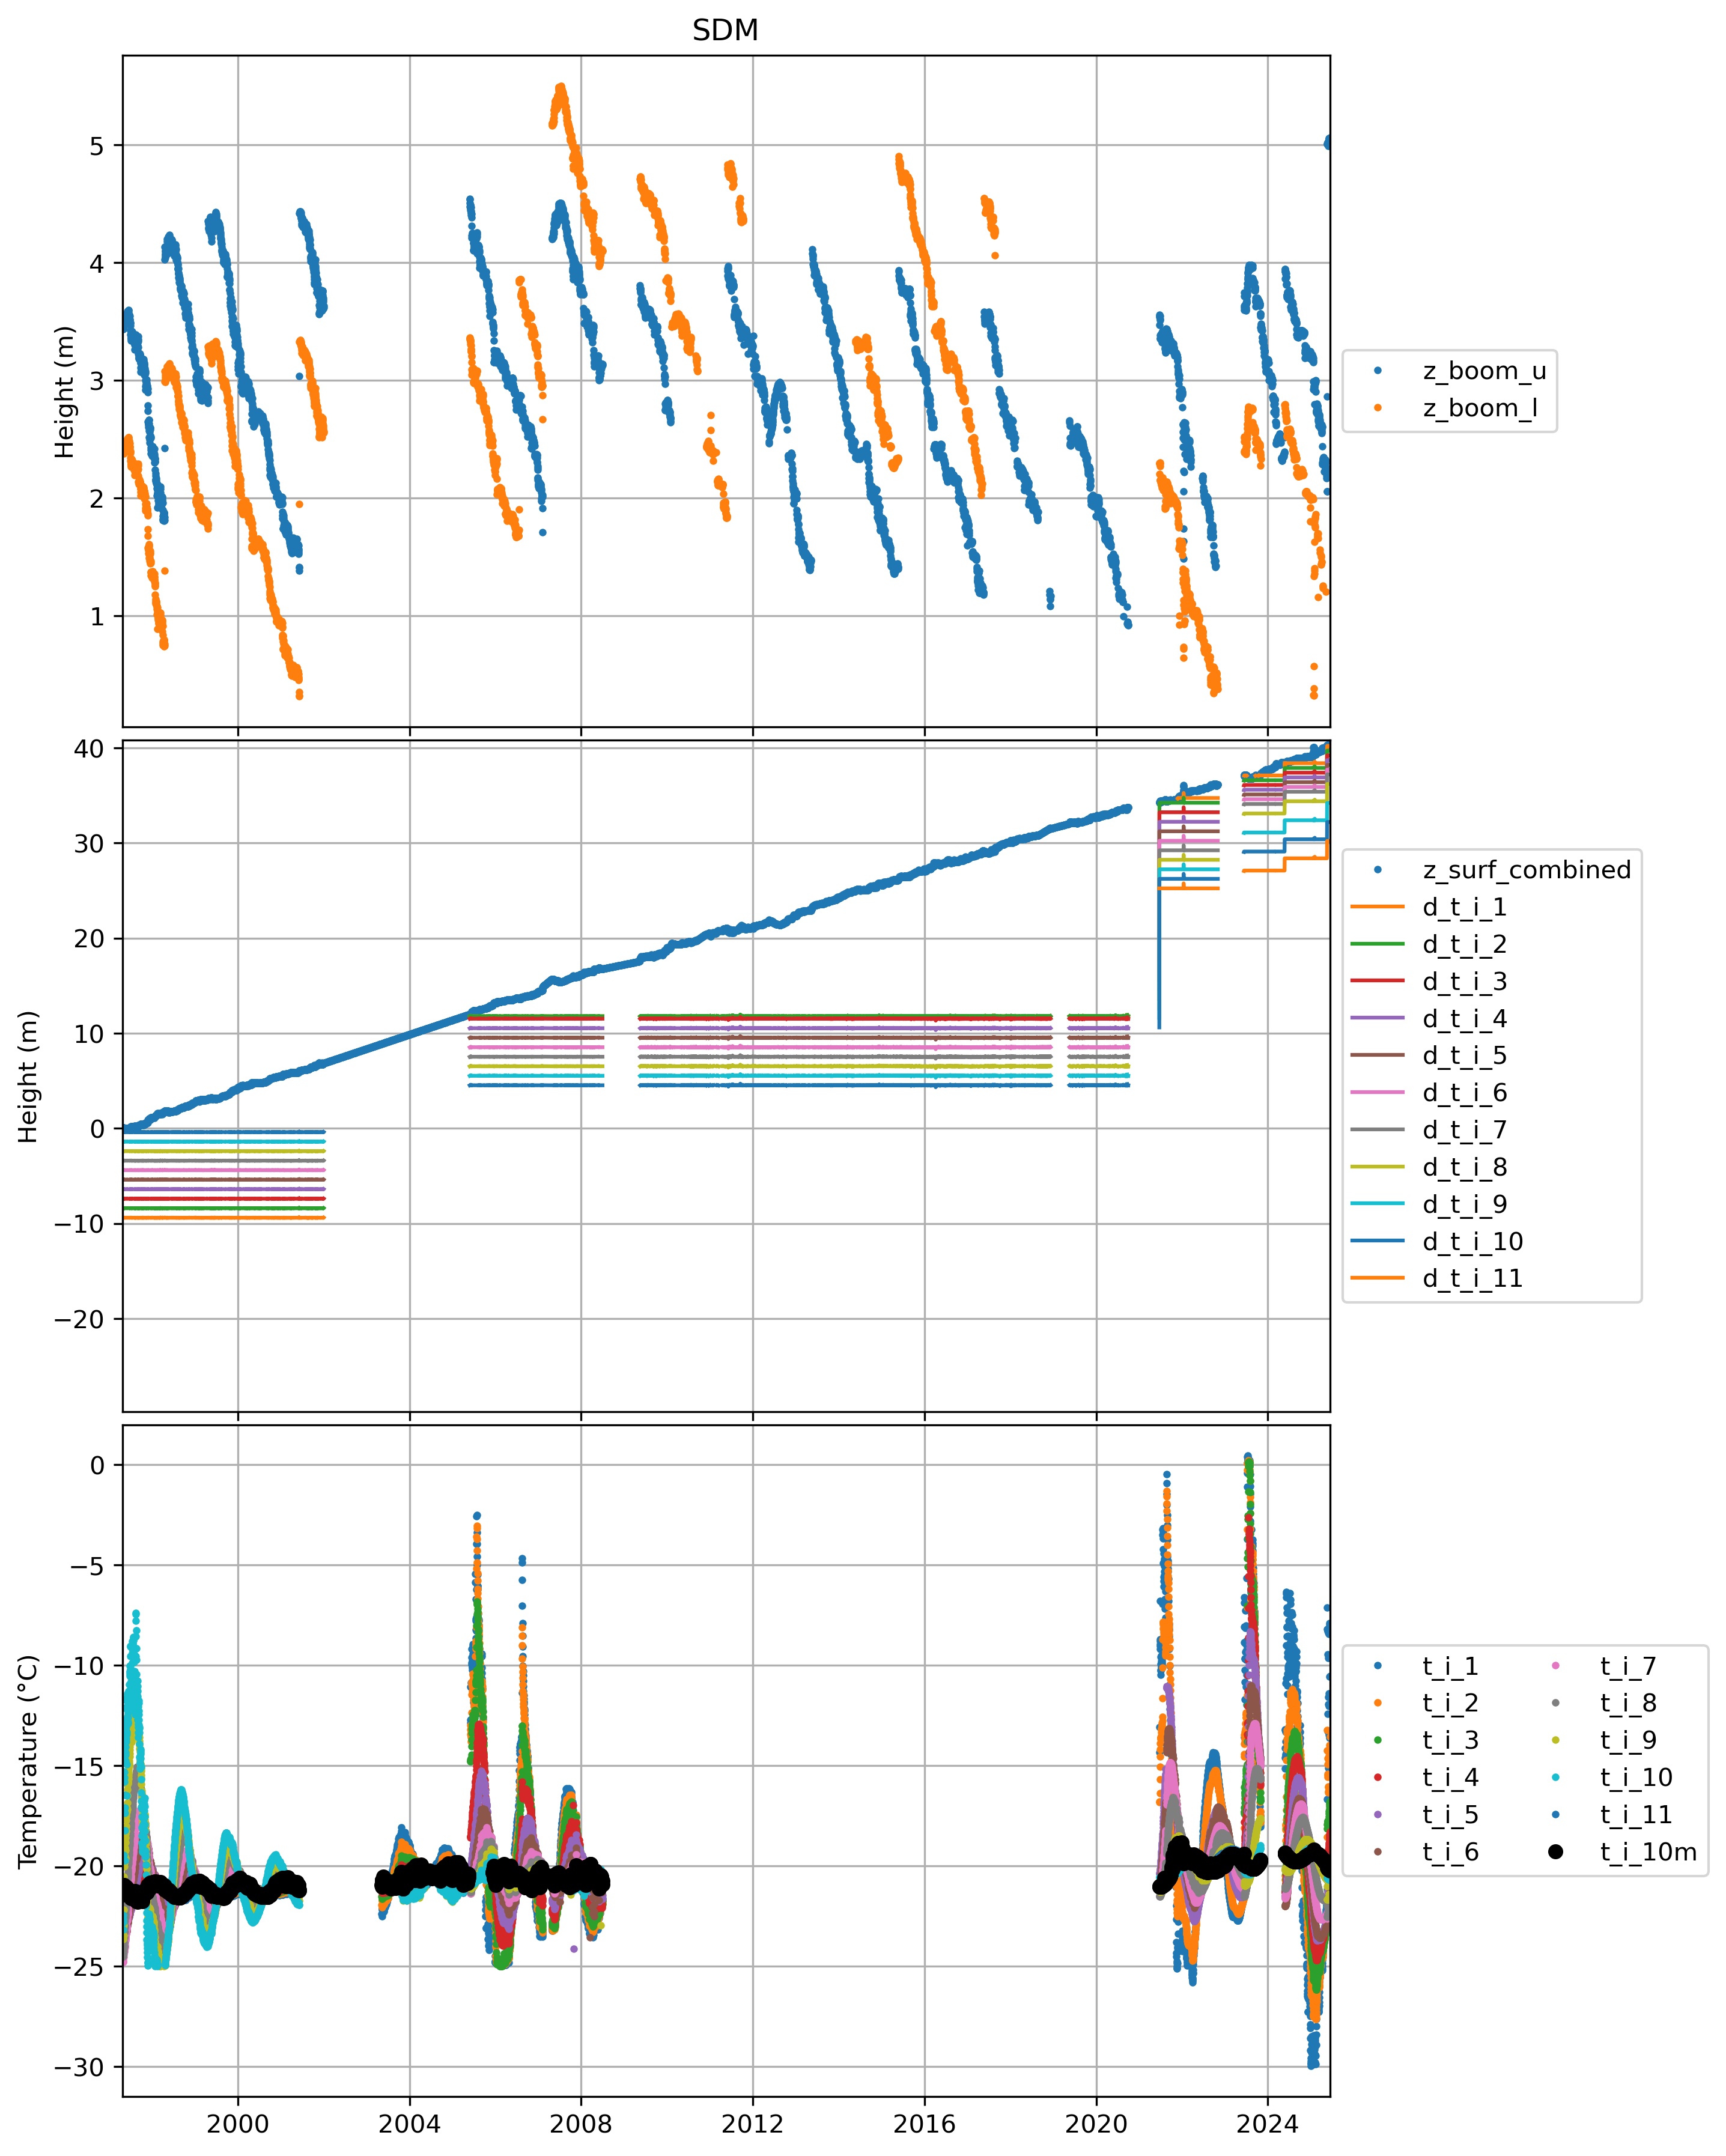 SDM
Height (m)
5
4
3
2
1
z_boom_u
z_boom_l
Height (m)
40
30
20
10
0
−10
−20
z_surf_combined
d_t_i_1
d_t_i_2
d_t_i_3
d_t_i_4
d_t_i_5
d_t_i_6
d_t_i_7
d_t_i_8
d_t_i_9
d_t_i_10
d_t_i_11
Temperature (°C)
0
−5
−10
−15
−20
−25
−30
t_i_1
t_i_2
t_i_3
t_i_4
t_i_5
t_i_6
t_i_7
t_i_8
t_i_9
t_i_10
t_i_11
t_i_10m
2000 2004 2008 2012 2016 2020 2024